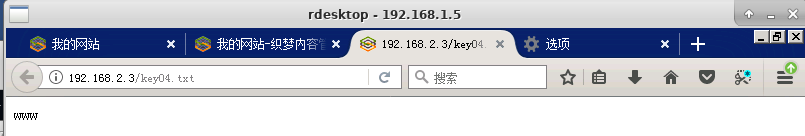 rdesktop - 192.168.1.5
我的网站 我的网站-织梦内容管 192.168.2.3/key04. 选项
192.168.2.3/key04.txt 搜索
www